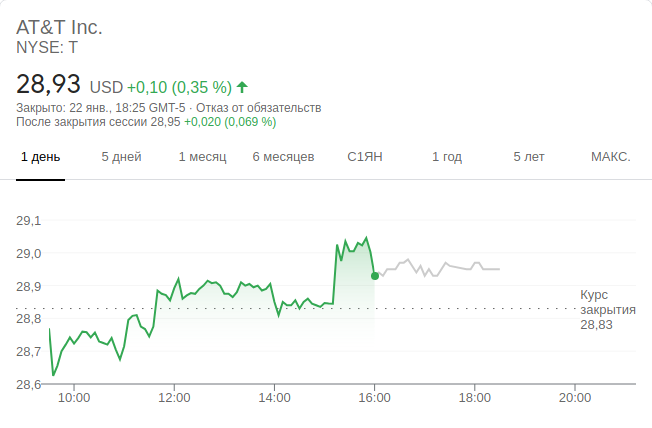 AT&T Inc.
NYSE: T
28,93 USD +0,10 (0,35 %)
Закрыто: 22 янв., 18:25 GMT-5 · Отказ от обязательств
После закрытия сессии 28,95 +0,020 (0,069 %)
1 день 5 дней 1 месяц 6 месяцев С1ЯН 1 год 5 лет МАКС.
29,1
29,0
28,9
28,8
28,7
28,6
Курс
закрытия
28,83
10:00 12:00 14:00 16:00 18:00 20:00